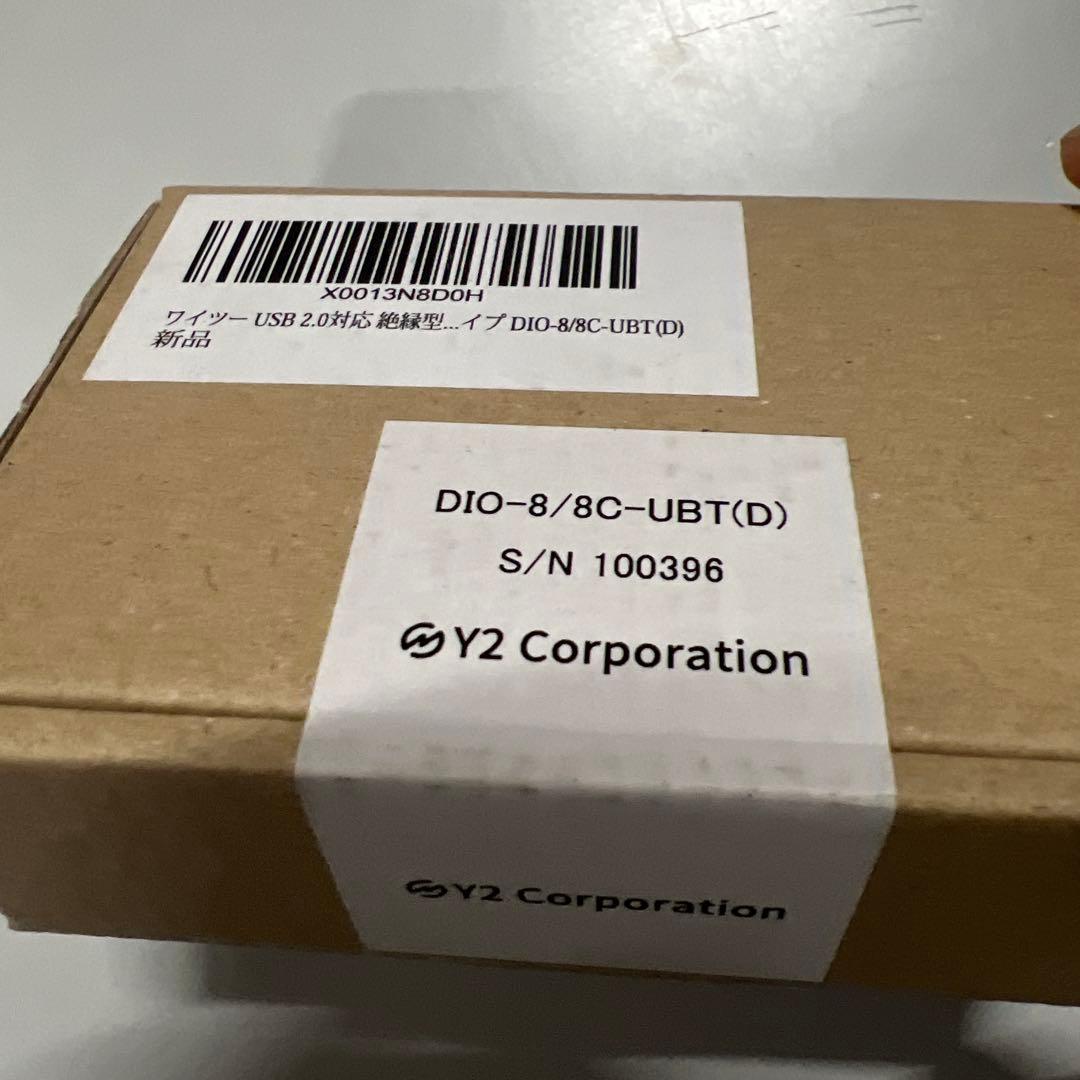 X0013N8D0H
ワイツー USB 2.0対応 絶縁型...イプ DIO-8/8C-UBT(D)
新品
DIO-8/8C-UBT(D)
S/N 100396
Y2 Corporation
Y2 Corporation